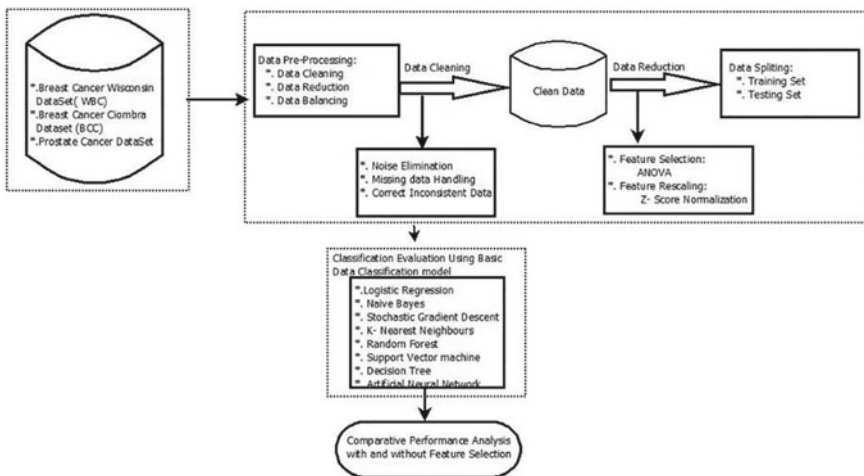 *.Breast Cancer Wisconsin
DataSet( WBC)
*.Breast Cancer Ciombra
Dataset (BCC)
*.Prostate Cancer DataSet
Data Pre-Processing:
*. Data Cleaning
*. Data Reduction
*. Data Balancing
Data Cleaning
Clean Data
Data Reduction
Data Spliting:
*. Training Set
*. Testing Set
*. Noise Elimination
*. Missing data Handling
*. Correct Inconsistent Data
*. Feature Selection:
ANOVA
*. Feature Rescaling:
Z- Score Normalization
Classification Evaluation Using Basic
Data Classification model
*.Logistic Regression
*. Naive Bayes
*. Stochastic Gradient Descent
*. K- Nearest Neighbours
*. Random Forest
*. Support Vector machine
*. Decision Tree
*. Artificial Neural Network
Comparative Performance Analysis
with and without Feature Selection